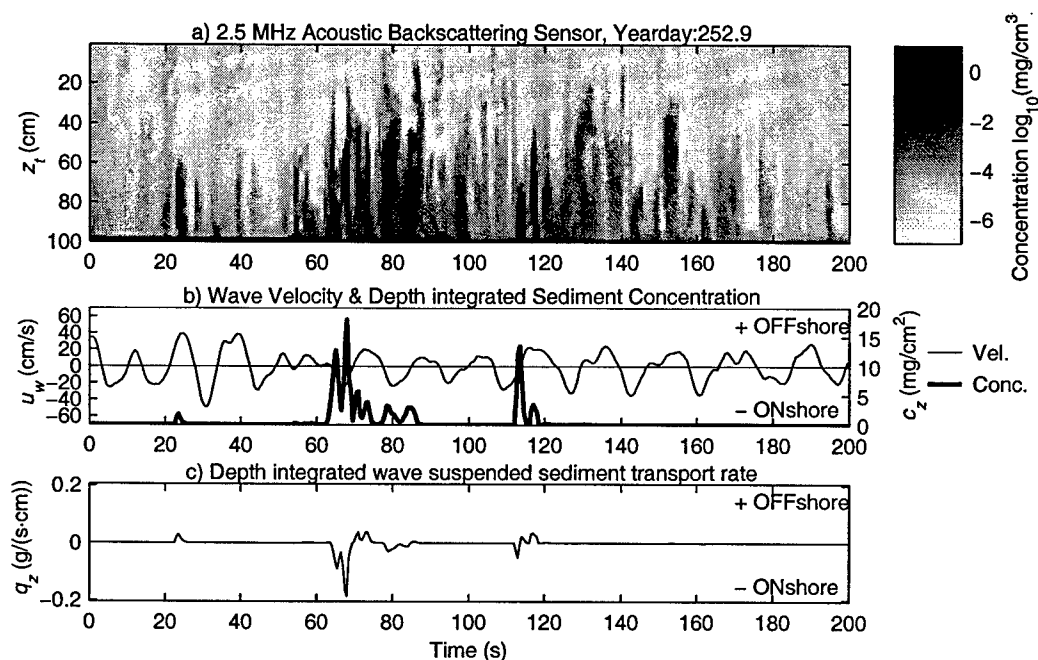 a) 2.5 MHz Acoustic Backscattering Sensor, Yearday:252.9
z_t (cm)
20
40
60
80
100
0 20 40 60 80 100 120 140 160 180 200
0
−2
−4
−6
Concentration log10(mg/cm³)
b) Wave Velocity & Depth integrated Sediment Concentration
u_w (cm/s)
60
40
20
0
−20
−40
−60
+ OFFshore
− ONshore
20
15
10
5
0
c_z (mg/cm²)
Vel.
Conc.
0 20 40 60 80 100 120 140 160 180 200
c) Depth integrated wave suspended sediment transport rate
q_z (g/(s·cm))
0.2
0
−0.2
+ OFFshore
− ONshore
0 20 40 60 80 100 120 140 160 180 200
Time (s)